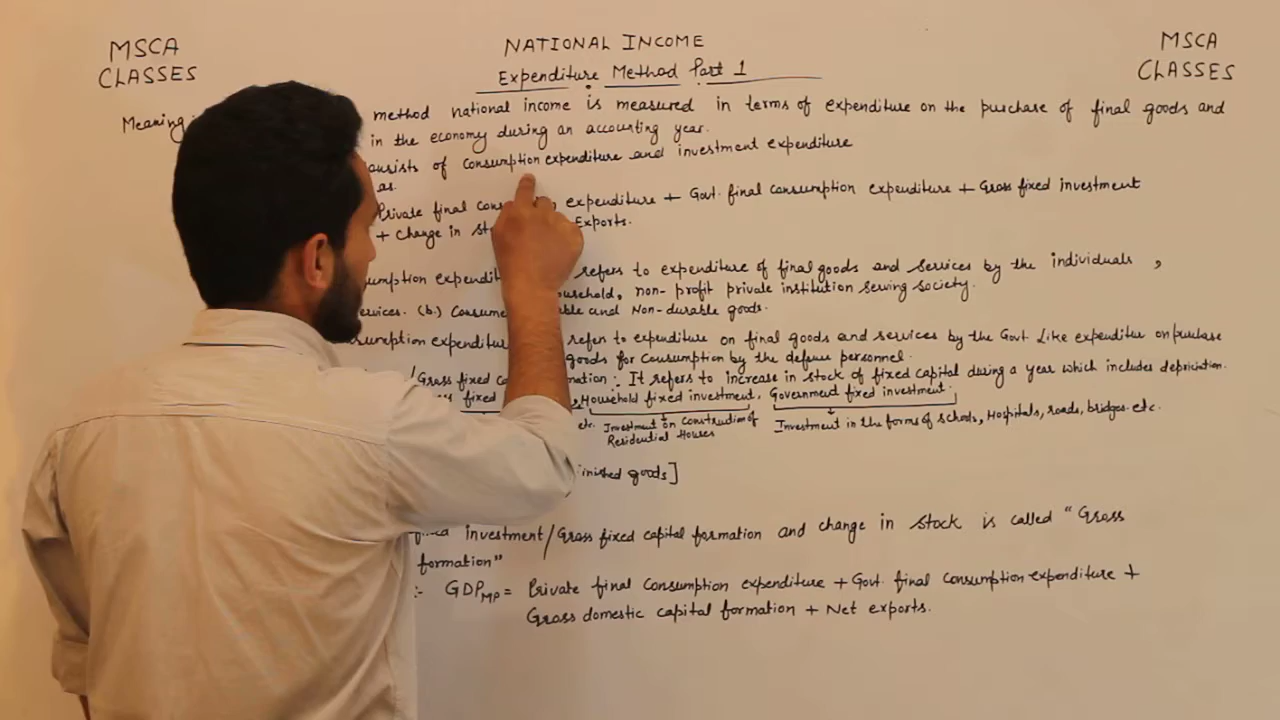 MSCA
CLASSES
NATIONAL INCOME
Expenditure Method Part 1
MSCA
CLASSES
Meaning
method national income is measured in terms of expenditure on the purchase of final goods and
in the economy during an accounting year.
of consumption expenditure and investment expenditure
as.
Private final expenditure + Govt. final consumption expenditure + Gross fixed investment
+ Change in Exports.
refers to expenditure of final goods and services by the individuals,
non-profit private institution serving society.
(b.) and Non-durable goods.
refer to expenditure on final goods and services by the Govt. Like expenditure on purchase
goods for consumption by the defense personnel.
/Gross fixed :- It refers to increase in stock of fixed capital during a year which includes depriciation.
fixed , Household fixed investment, Government fixed investment.
etc. Investment on Construction of Investment in the forms of schools, Hospitals, roads, bridges. etc.
Residential Houses
goods]
investment/Gross fixed capital formation and change in stock is called "Gross
formation"
:- GDPMP = Private final Consumption expenditure + Govt. final consumption expenditure +
Gross domestic capital formation + Net exports.